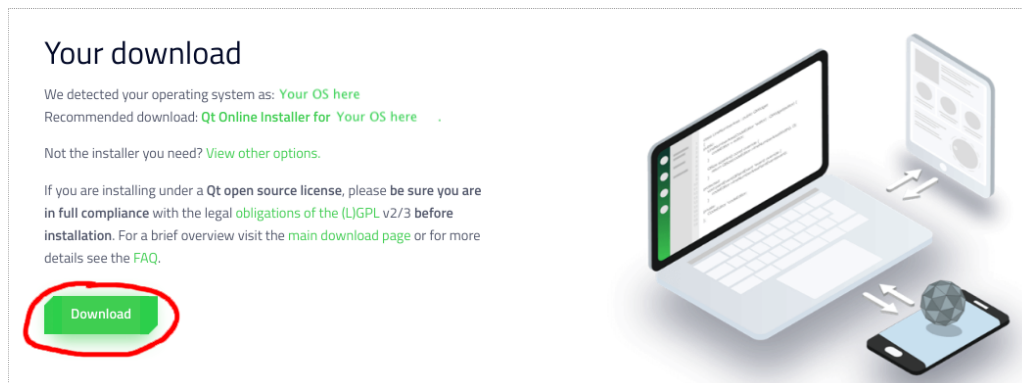 Your download
We detected your operating system as: Your OS here
Recommended download: Qt Online Installer for Your OS here .
Not the installer you need? View other options.
If you are installing under a Qt open source license, please be sure you are
in full compliance with the legal obligations of the (L)GPL v2/3 before
installation. For a brief overview visit the main download page or for more
details see the FAQ.
Download